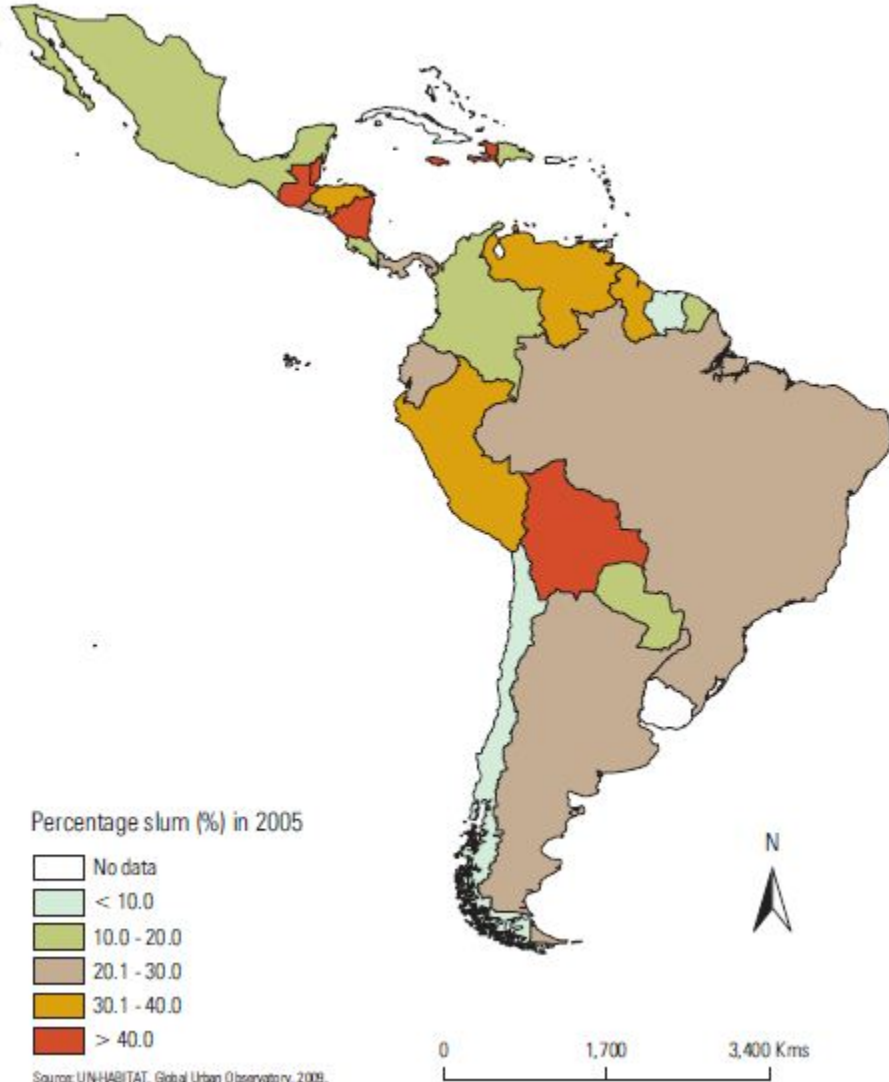 Percentage slum (%) in 2005
No data
< 10.0
10.0 - 20.0
20.1 - 30.0
30.1 - 40.0
> 40.0
N
0 1,700 3,400 Kms
Source: UN-HABITAT, Global Urban Observatory, 2009.